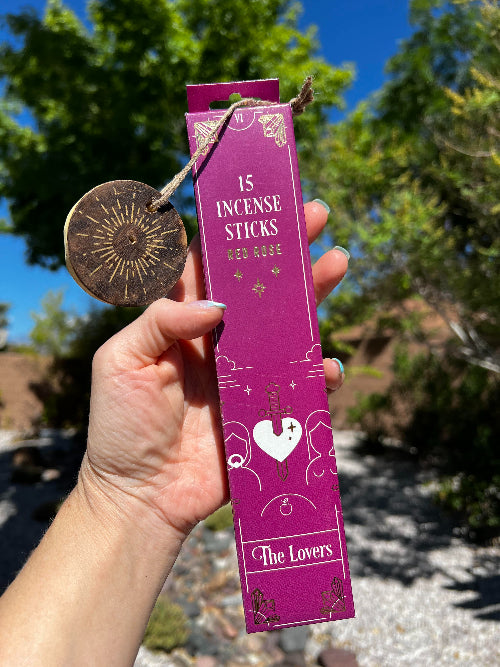 VI
15
INCENSE
STICKS
RED ROSE
The Lovers